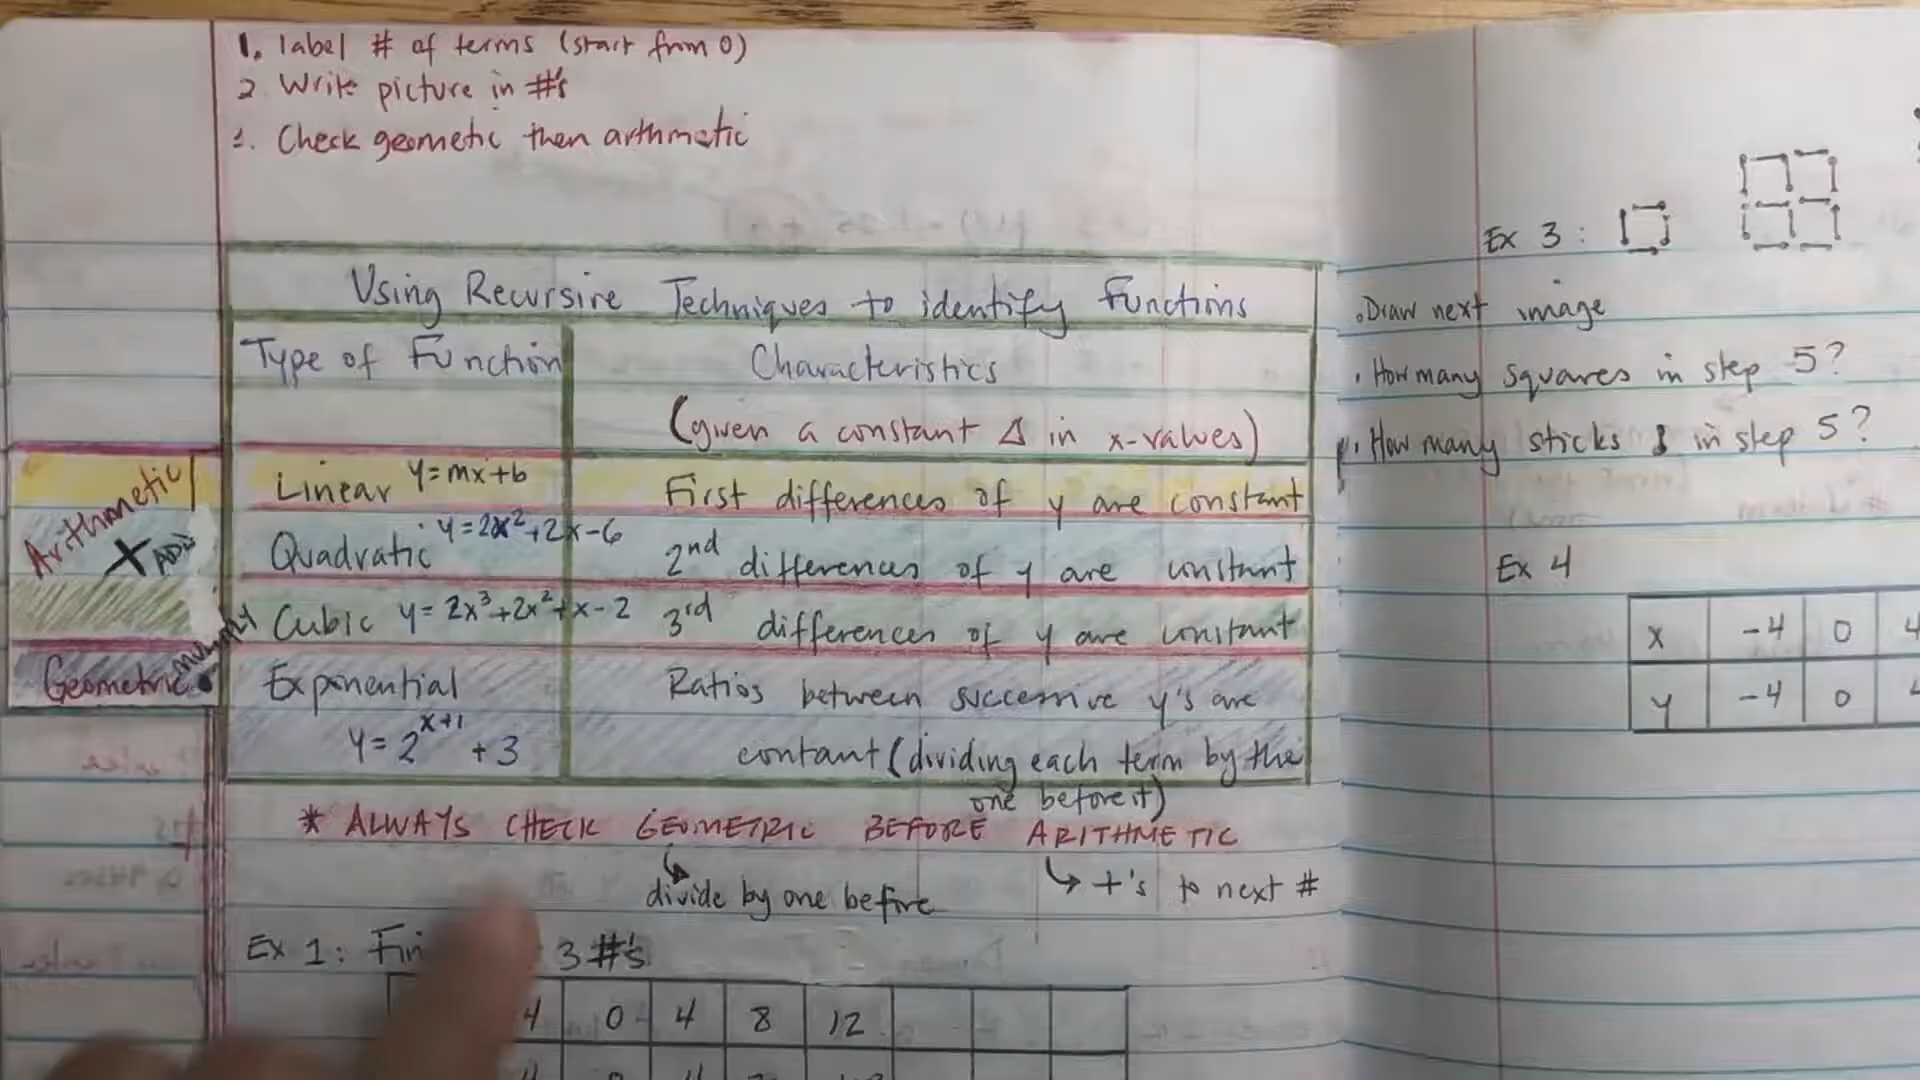 1. label # of terms (start from 0)
2 Write picture in #'s
3. Check geometic then arthmatic
Using Recursive Techniques to identify Functions
Type of Function
Characteristics
(given a constant Δ in x-values)
Arithmetic/
X ADD
Geometric
Linear y=mx+b
First differences of y are constant
Quadratic y=2x²+2x-6
2nd differences of y are constant
Cubic y=2x³+2x²+x-2
3rd differences of y are constant
Exponential
y=2^x+1 +3
Ratios between successive y's are
contant (dividing each term by the
one before it)
* ALWAYS CHECK GEOMETRIC BEFORE ARITHMETIC
divide by one before
+'s to next #
Ex 1: 3 #'s
4 0 4 8 12
Ex 3:
.Draw next image
. How many squares in step 5?
. How many sticks in step 5?
Ex 4
x -4 0 4
y -4 0